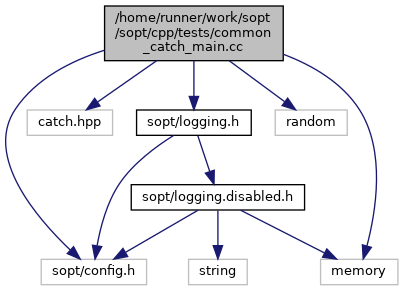 /home/runner/work/sopt
/sopt/cpp/tests/common
_catch_main.cc
catch.hpp
sopt/logging.h
random
sopt/logging.disabled.h
sopt/config.h
string
memory